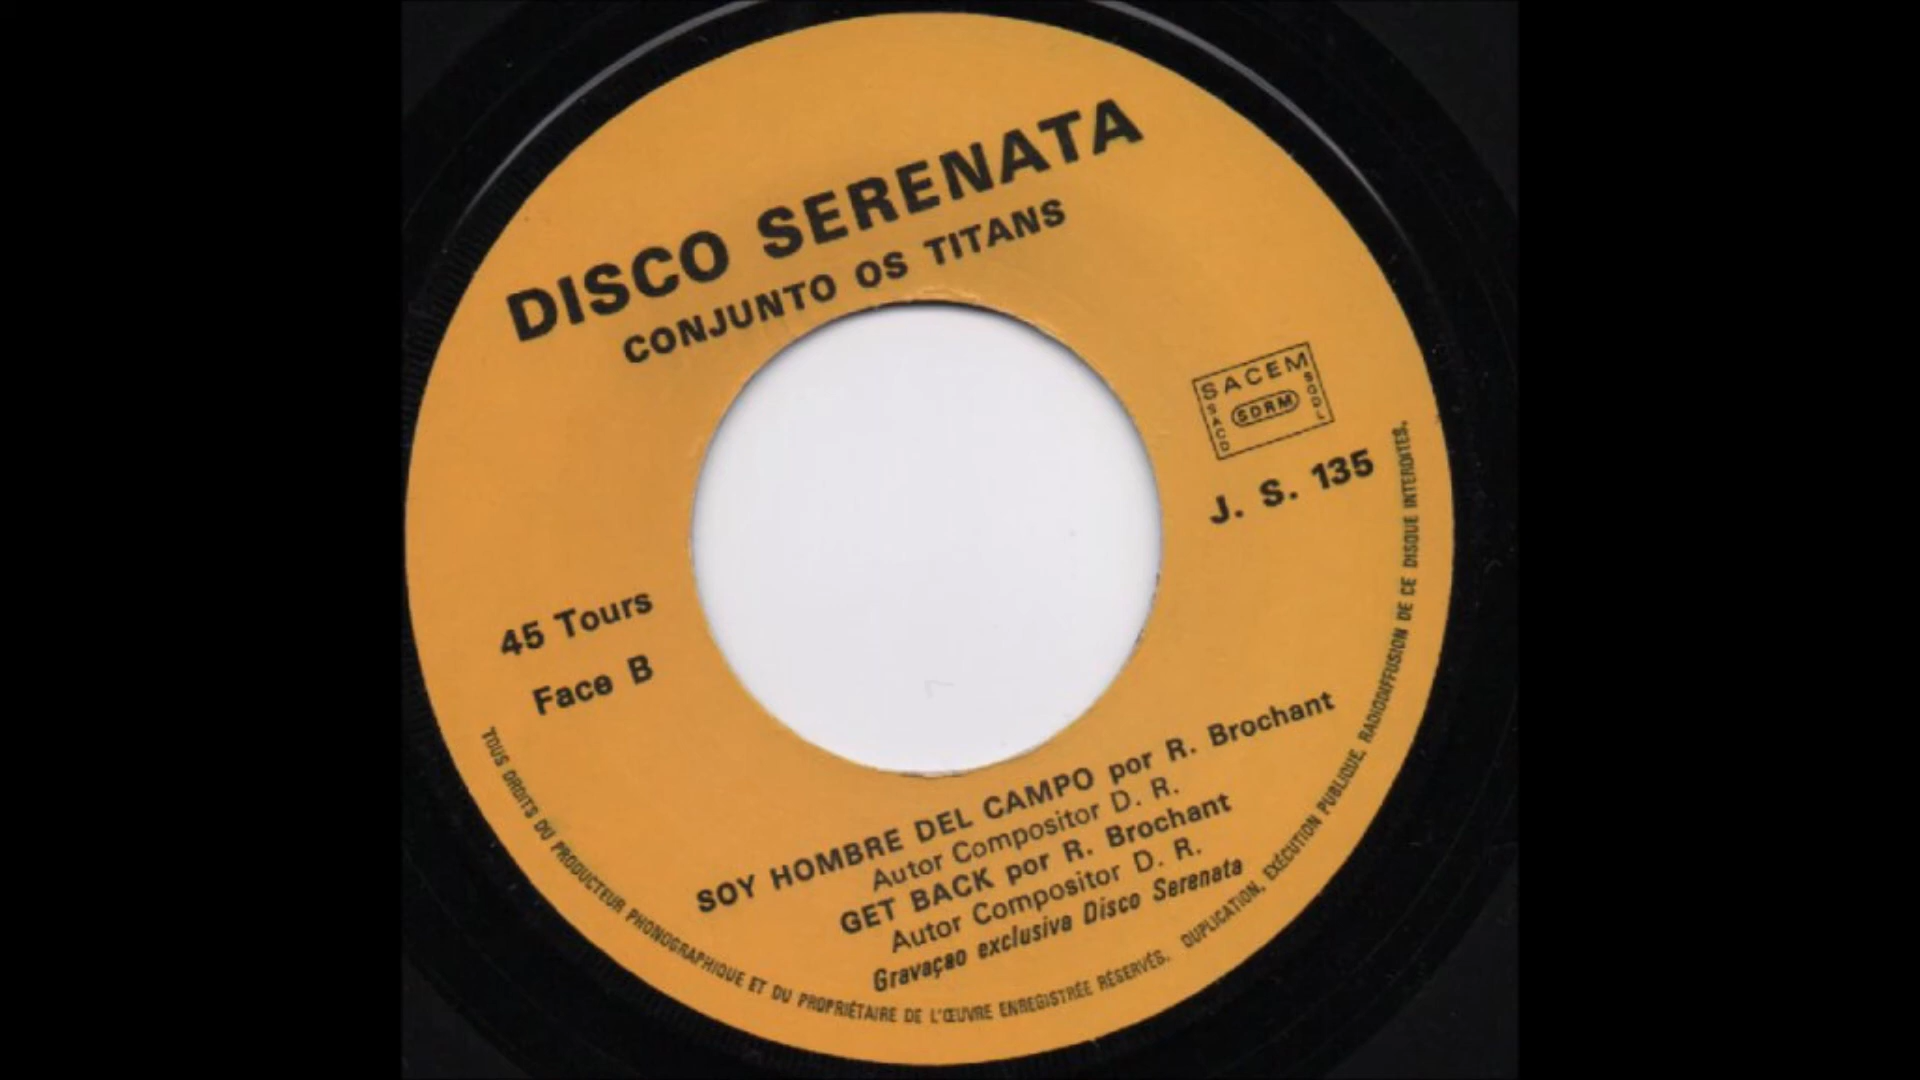 DISCO SERENATA
CONJUNTO OS TITANS
SACEM
SACD
SDRM
SGDL
J. S. 135
45 Tours
Face B
SOY HOMBRE DEL CAMPO por R. Brochant
Autor Compositor D. R.
GET BACK por R. Brochant
Autor Compositor D. R.
Gravaçao exclusiva Disco Serenata
TOUS DROITS DU PRODUCTEUR PHONOGRAPHIQUE ET DU PROPRIÉTAIRE DE L'ŒUVRE ENREGISTRÉE RÉSERVÉS. DUPLICATION, EXÉCUTION PUBLIQUE, RADIODIFFUSION DE CE DISQUE INTERDITES.